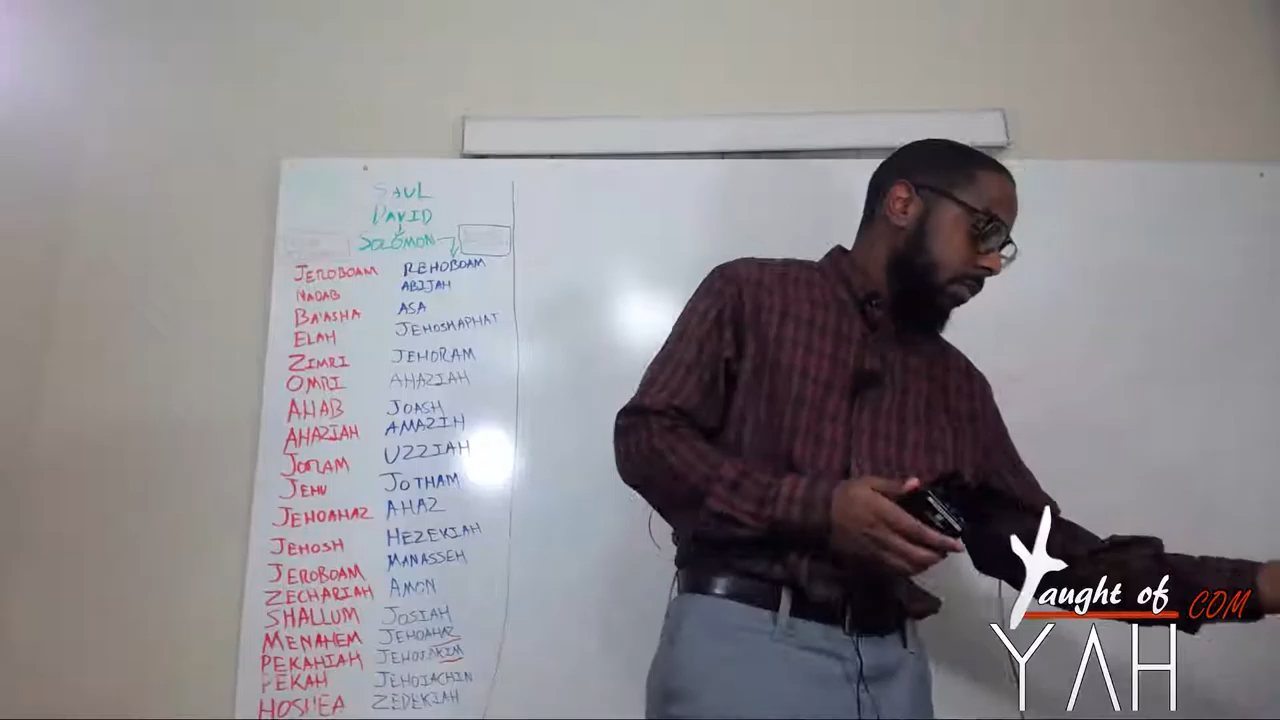 SAUL
DAVID
SOLOMON
JEROBOAM REHOBOAM
NADAB ABIJAH
BA'ASHA ASA
ELAH JEHOSHAPHAT
ZIMRI JEHORAM
OMRI AHAZIAH
AHAB JOASH
AHAZIAH AMAZIH
JORAM UZZIAH
JEHU JOTHAM
JEHOAHAZ AHAZ
JEHOSH HEZEKIAH
JEROBOAM MANASSEH
ZECHARIAH AMON
SHALLUM JOSIAH
MENAHEM JEHOAHAZ
PEKAHIAH JEHOIAKIM
PEKAH JEHOIACHIN
HOSHEA ZEDEKIAH
Taught of .COM
YAH